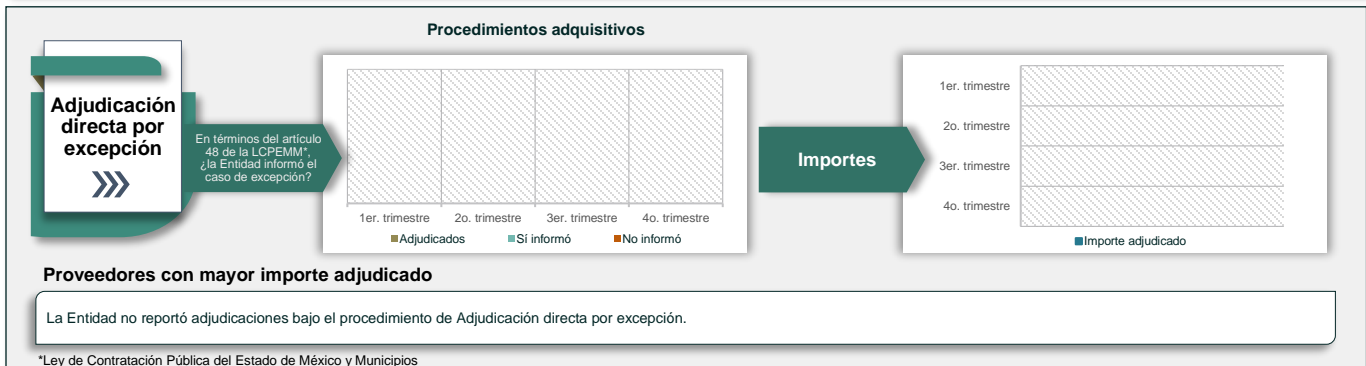 Procedimientos adquisitivos
Adjudicación
directa por
excepción
En términos del artículo
48 de la LCPEMM*,
¿la Entidad informó el
caso de excepción?
1er. trimestre 2o. trimestre 3er. trimestre 4o. trimestre
Adjudicados Sí informó No informó
Importes
1er. trimestre
2o. trimestre
3er. trimestre
4o. trimestre
Importe adjudicado
Proveedores con mayor importe adjudicado
La Entidad no reportó adjudicaciones bajo el procedimiento de Adjudicación directa por excepción.
*Ley de Contratación Pública del Estado de México y Municipios